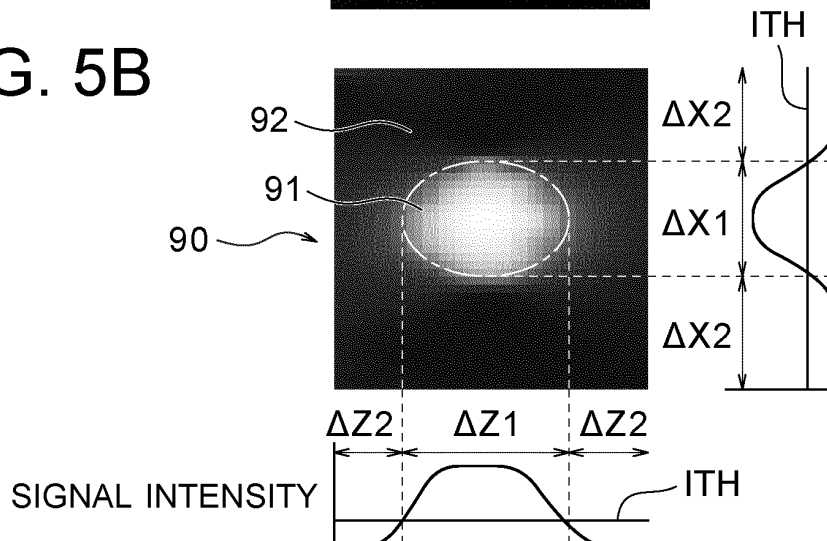 G. 5B
ITH
92
ΔX2
91
90
ΔX1
ΔX2
ΔZ2 ΔZ1 ΔZ2
SIGNAL INTENSITY
ITH